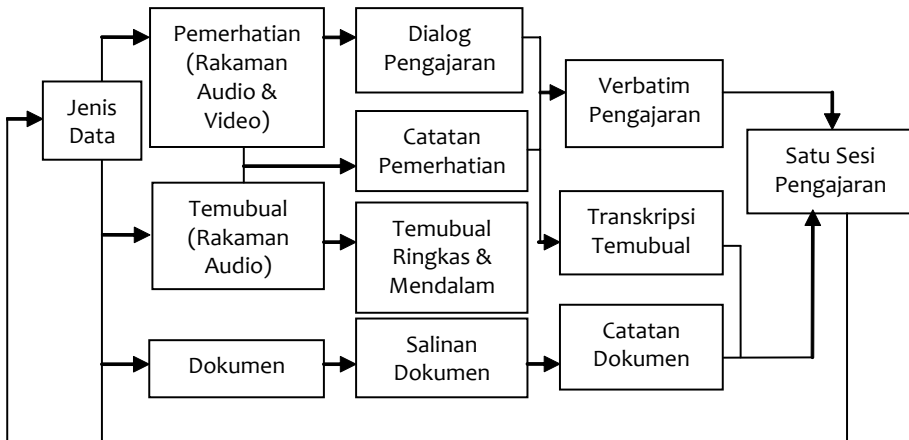 Jenis
Data
Pemerhatian
(Rakaman
Audio &
Video)
Temubual
(Rakaman
Audio)
Dokumen
Dialog
Pengajaran
Catatan
Pemerhatian
Temubual
Ringkas &
Mendalam
Salinan
Dokumen
Verbatim
Pengajaran
Transkripsi
Temubual
Catatan
Dokumen
Satu Sesi
Pengajaran